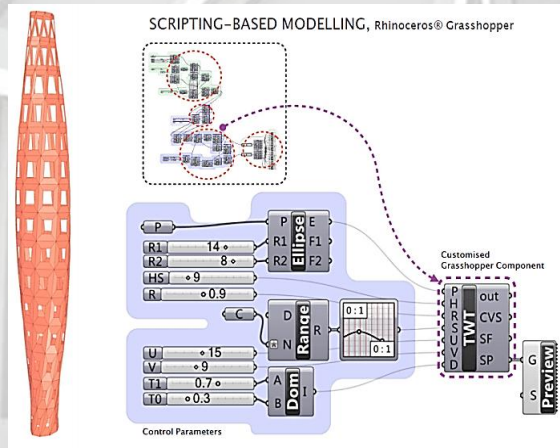 SCRIPTING-BASED MODELLING, Rhinoceros® Grasshopper
P
R1 14
R2 8
HS 9
R 0.9
P E
R1 F1
R2 F2
Ellipse
C
D
N
R
Range
0:1
0:1
U 15
V 9
T1 0.7
T0 0.3
A
B
I
Dom
Control Parameters
Customised
Grasshopper Component
P
H
R
S
U
V
D
TWT
out
CVS
SF
SP
G
S
Preview